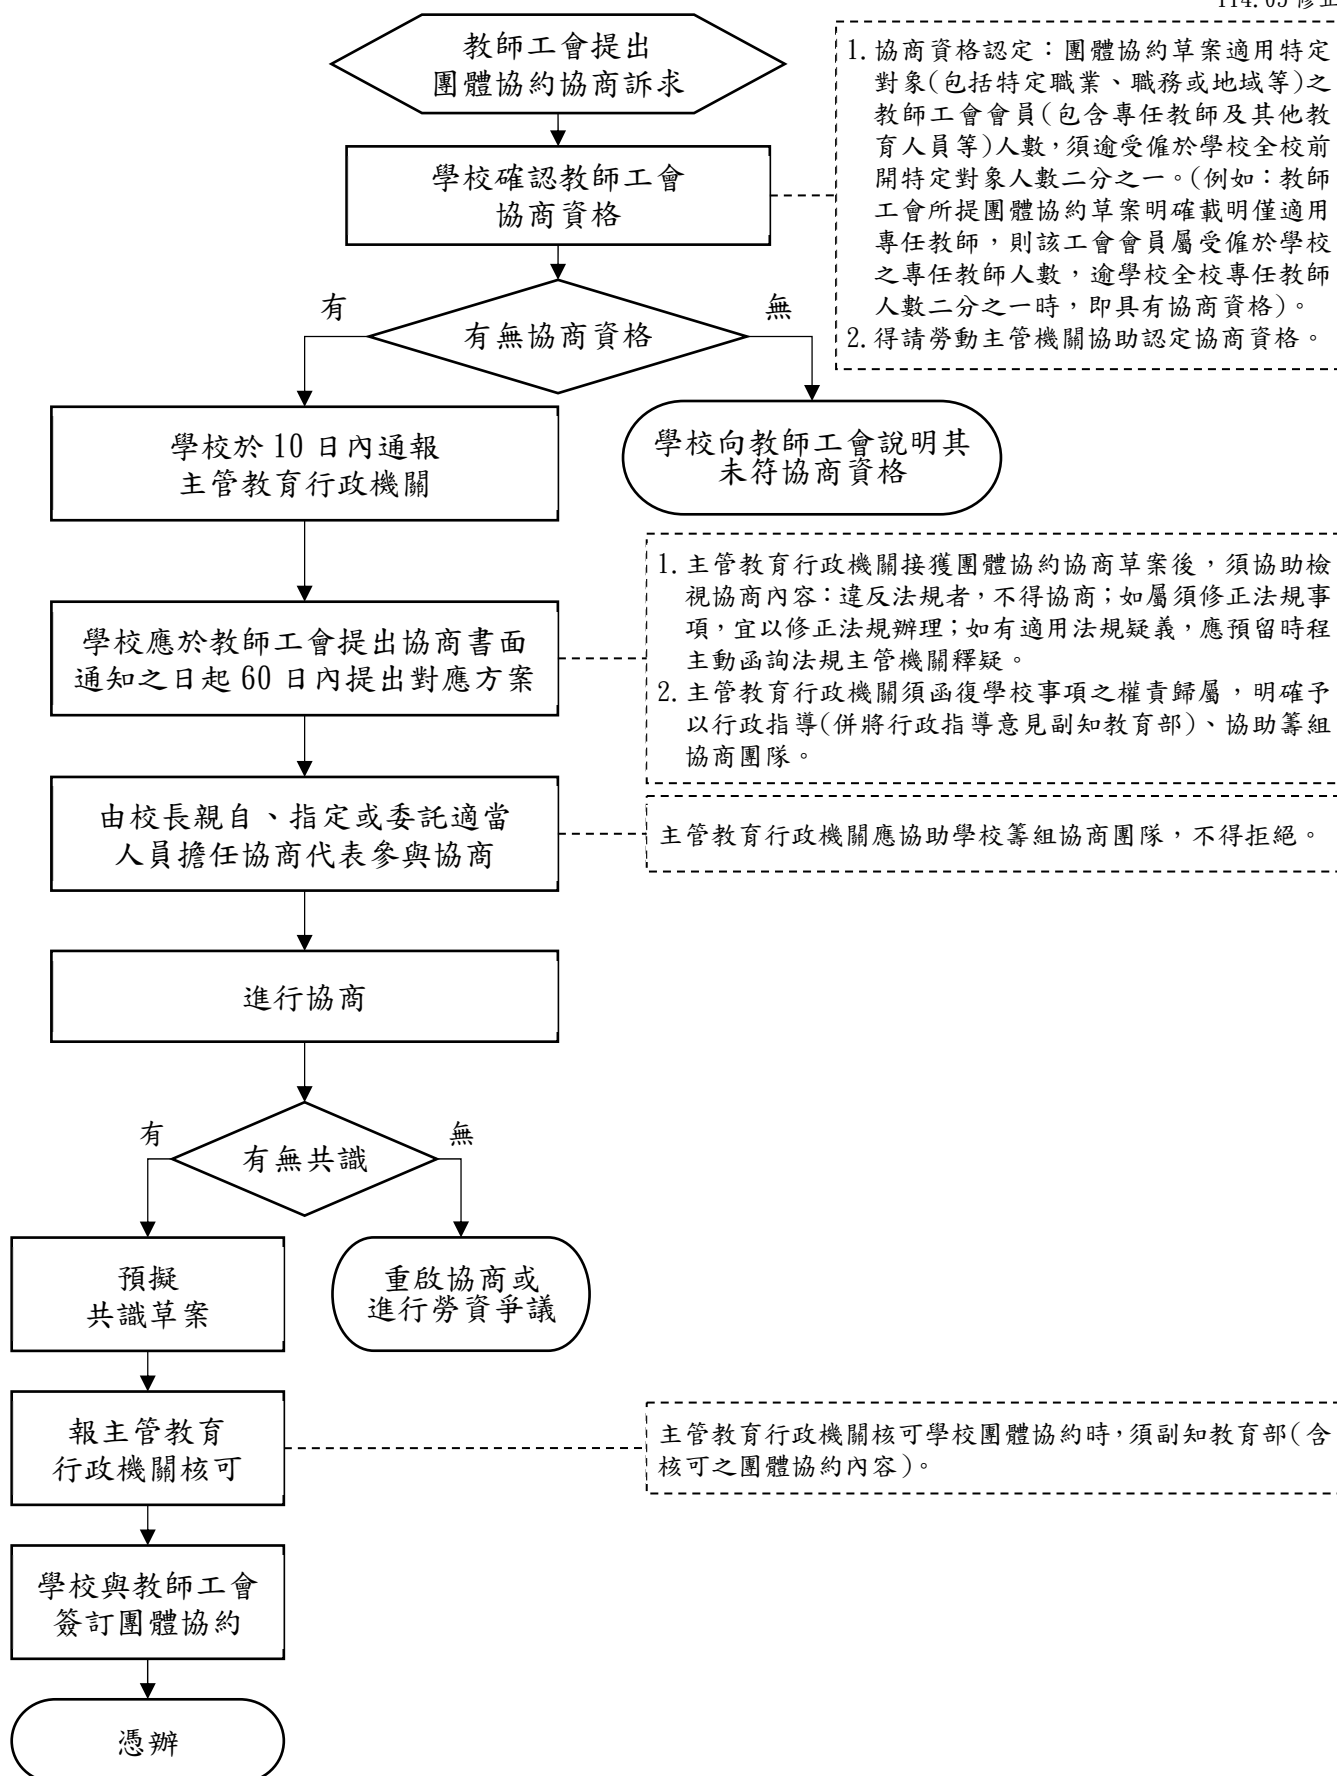 114.05修正
教師工會提出
團體協約協商訴求
1.協商資格認定：團體協約草案適用特定
對象(包括特定職業、職務或地域等)之
教師工會會員(包含專任教師及其他教
育人員等)人數，須逾受僱於學校全校前
開特定對象人數二分之一。(例如：教師
工會所提團體協約草案明確載明僅適用
專任教師，則該工會會員屬受僱於學校
之專任教師人數，逾學校全校專任教師
人數二分之一時，即具有協商資格)。
2.得請勞動主管機關協助認定協商資格。
學校確認教師工會
協商資格
有
無
有無協商資格
學校於10日內通報
主管教育行政機關
學校向教師工會說明其
未符協商資格
1.主管教育行政機關接獲團體協約協商草案後，須協助檢
視協商內容：違反法規者，不得協商；如屬須修正法規事
項，宜以修正法規辦理；如有適用法規疑義，應預留時程
主動函詢法規主管機關釋疑。
2.主管教育行政機關須函復學校事項之權責歸屬，明確予
以行政指導(併將行政指導意見副知教育部)、協助籌組
協商團隊。
學校應於教師工會提出協商書面
通知之日起60日內提出對應方案
由校長親自、指定或委託適當
人員擔任協商代表參與協商
主管教育行政機關應協助學校籌組協商團隊，不得拒絕。
進行協商
有
無
有無共識
預擬
共識草案
重啟協商或
進行勞資爭議
報主管教育
行政機關核可
主管教育行政機關核可學校團體協約時，須副知教育部(含
核可之團體協約內容)。
學校與教師工會
簽訂團體協約
憑辦